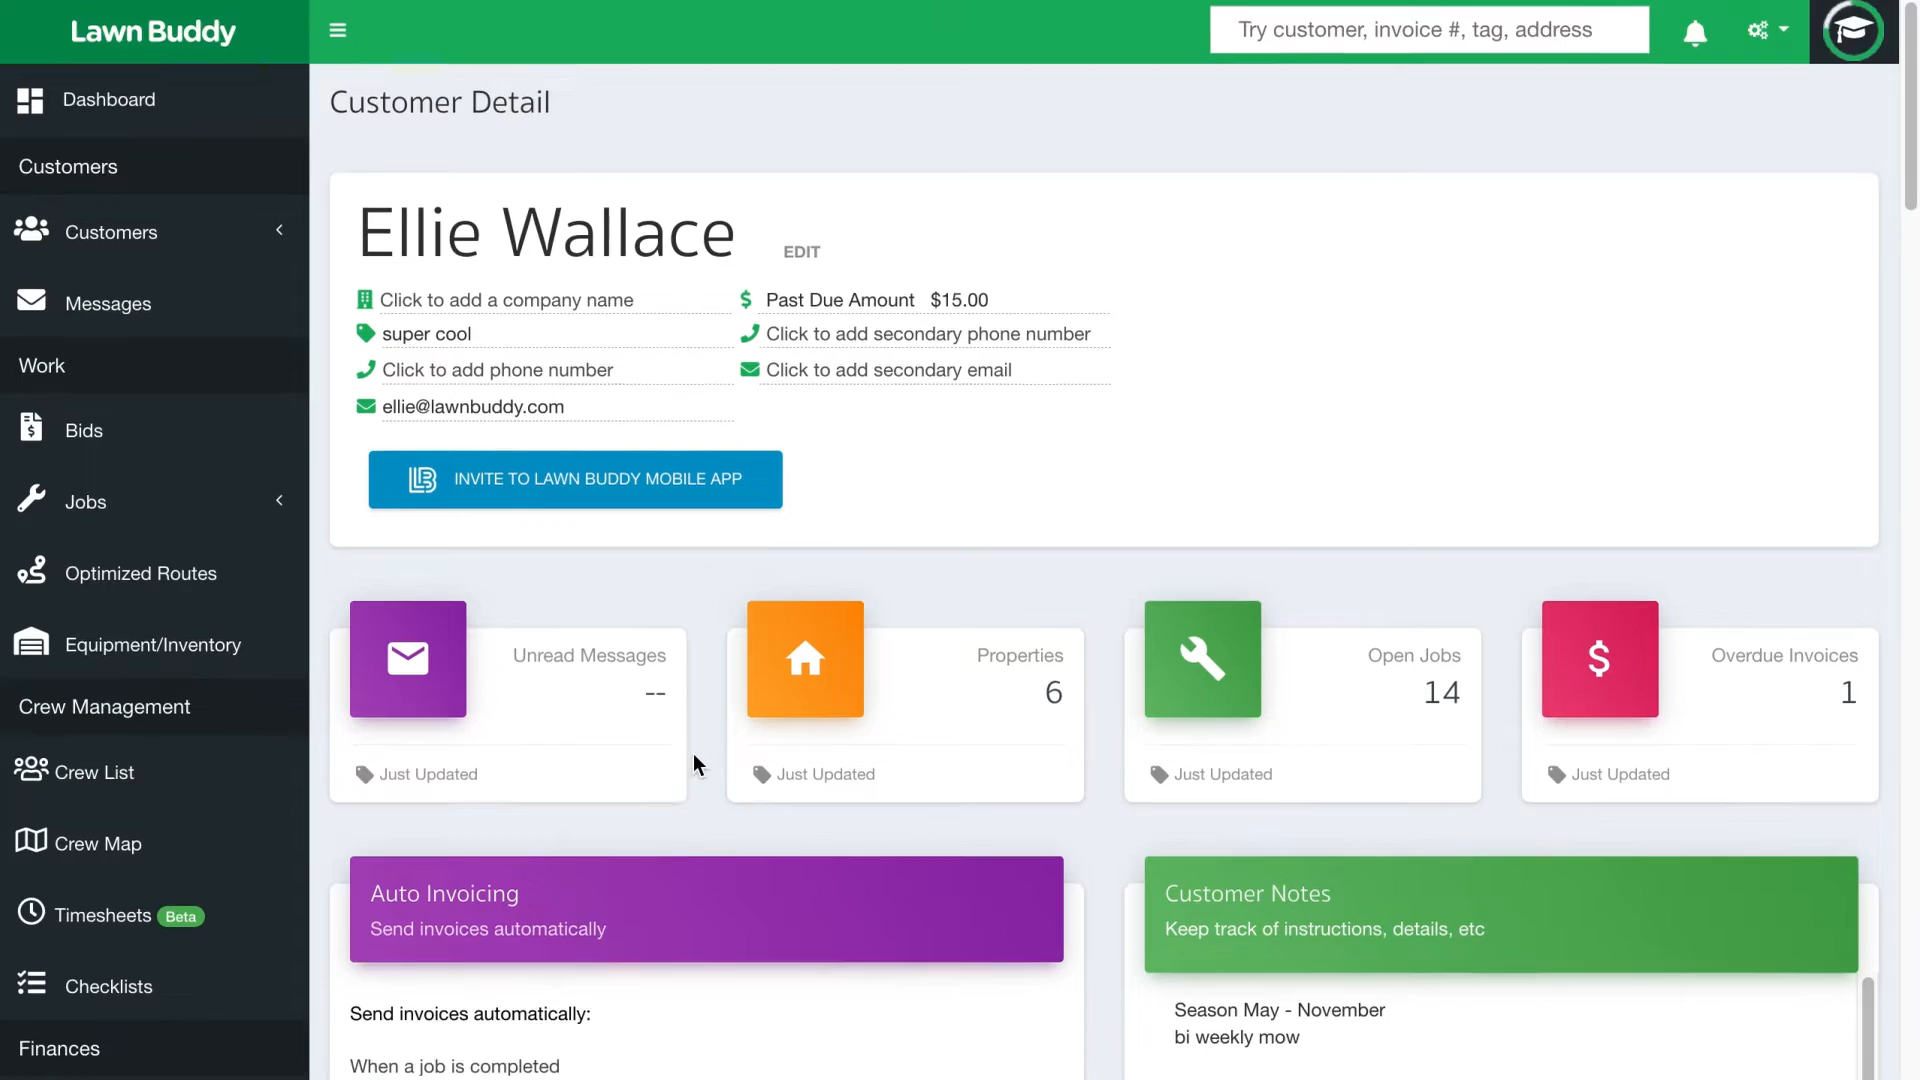 Lawn Buddy
Try customer, invoice #, tag, address
Dashboard
Customers
Customers
Messages
Work
Bids
Jobs
Optimized Routes
Equipment/Inventory
Crew Management
Crew List
Crew Map
Timesheets Beta
Checklists
Finances
Customer Detail
Ellie Wallace EDIT
Click to add a company name
Past Due Amount $15.00
super cool
Click to add secondary phone number
Click to add phone number
Click to add secondary email
ellie@lawnbuddy.com
LB INVITE TO LAWN BUDDY MOBILE APP
Unread Messages
--
Just Updated
Properties
6
Just Updated
Open Jobs
14
Just Updated
Overdue Invoices
1
Just Updated
Auto Invoicing
Send invoices automatically
Send invoices automatically:
When a job is completed
Customer Notes
Keep track of instructions, details, etc
Season May - November
bi weekly mow